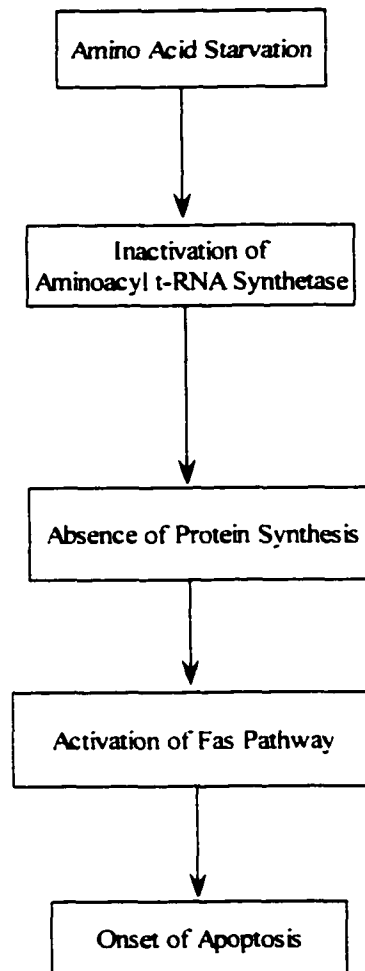 Amino Acid Starvation
Inactivation of
Aminoacyl t-RNA Synthetase
Absence of Protein Synthesis
Activation of Fas Pathway
Onset of Apoptosis